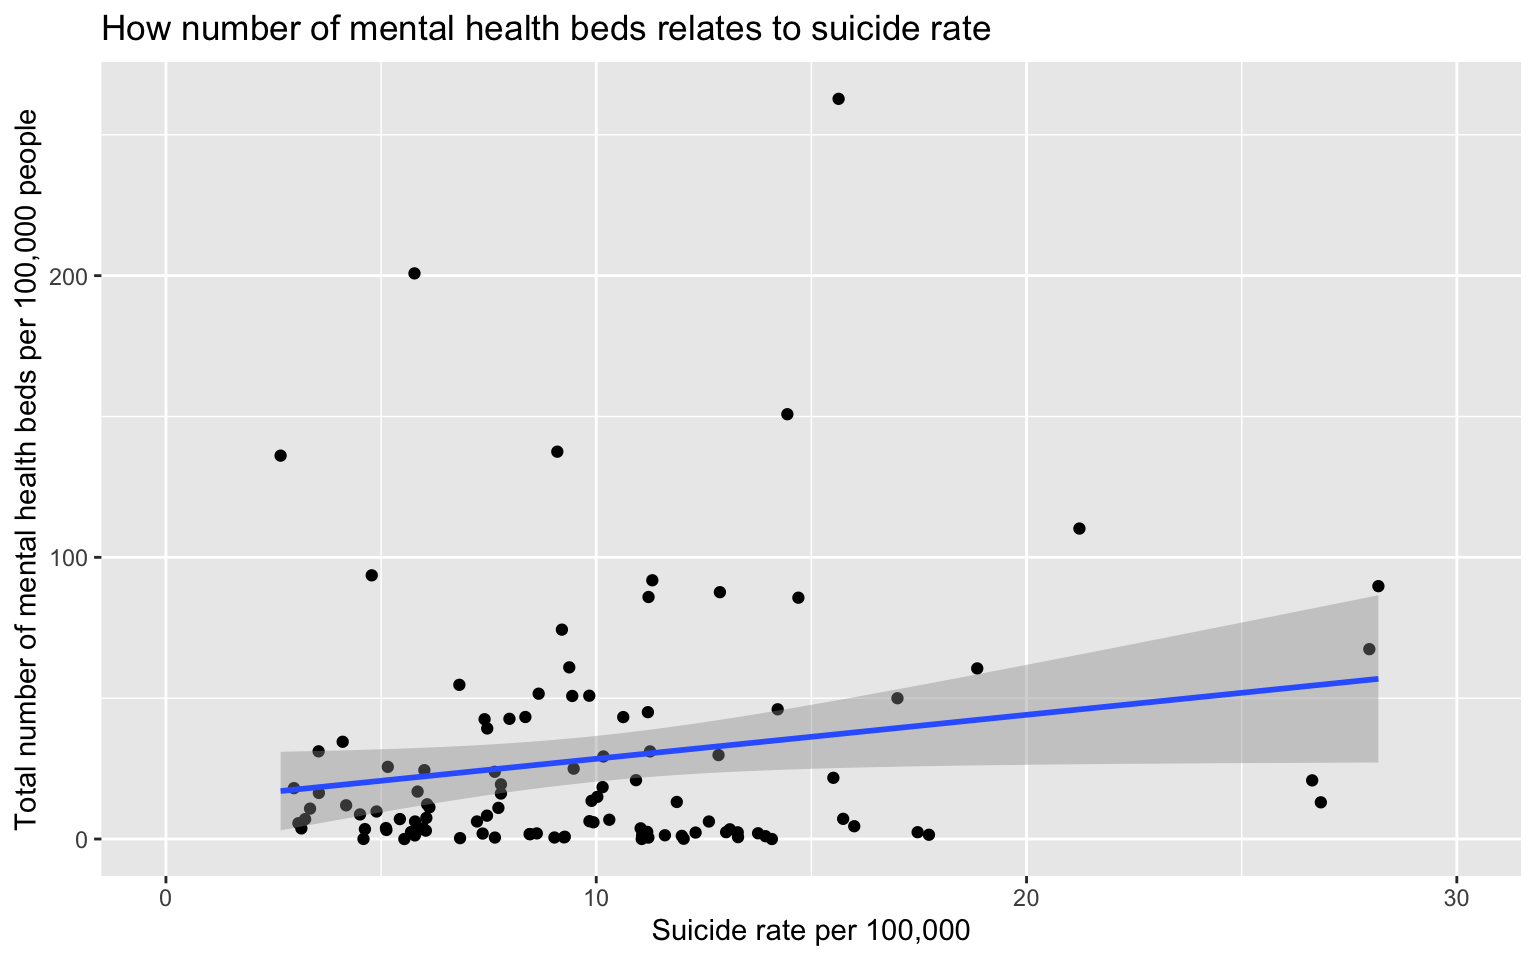 How number of mental health beds relates to suicide rate
Total number of mental health beds per 100,000 people
200
100
0
0
10
20
30
Suicide rate per 100,000